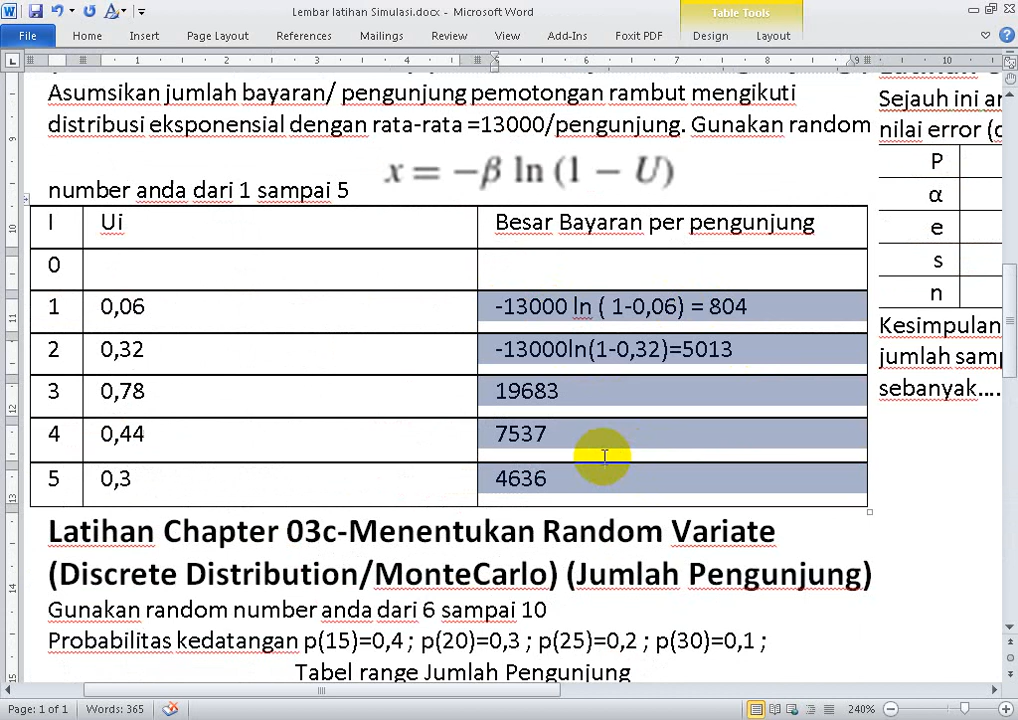 Lembar latihan Simulasi.docx - Microsoft Word
Table Tools
File Home Insert Page Layout References Mailings Review View Add-Ins Foxit PDF Design Layout
Asumsikan jumlah bayaran/ pengunjung pemotongan rambut mengikuti
distribusi eksponensial dengan rata-rata =13000/pengunjung. Gunakan random
number anda dari 1 sampai 5
x = −β ln (1 − U)
I Ui Besar Bayaran per pengunjung
0
1 0,06 -13000 ln ( 1-0,06) = 804
2 0,32 -13000ln(1-0,32)=5013
3 0,78 19683
4 0,44 7537
5 0,3 4636
Latihan Chapter 03c-Menentukan Random Variate
(Discrete Distribution/MonteCarlo) (Jumlah Pengunjung)
Gunakan random number anda dari 6 sampai 10
Probabilitas kedatangan p(15)=0,4 ; p(20)=0,3 ; p(25)=0,2 ; p(30)=0,1 ;
Tabel range Jumlah Pengunjung
Sejauh ini
nilai error
P
α
e
s
n
Kesimpulan
jumlah
sebanyak....
Page: 1 of 1 Words: 365 240%